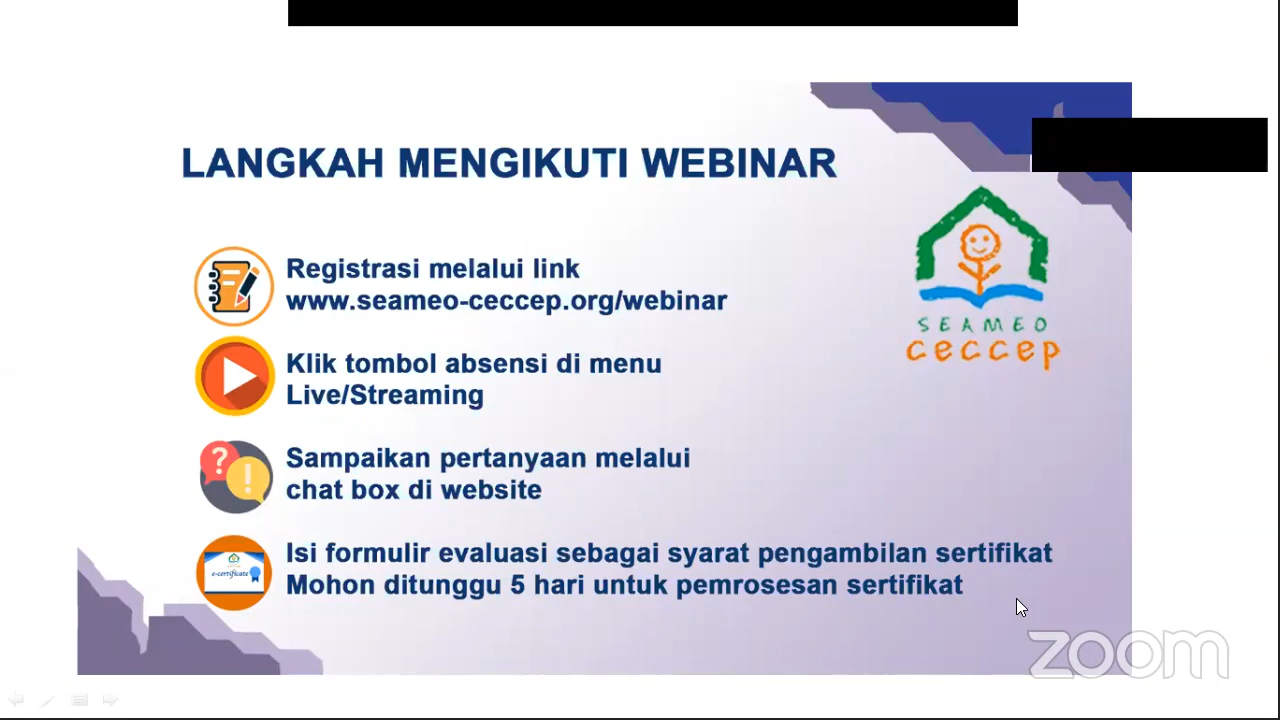 LANGKAH MENGIKUTI WEBINAR
Registrasi melalui link
www.seameo-ceccep.org/webinar
Klik tombol absensi di menu
Live/Streaming
Sampaikan pertanyaan melalui
chat box di website
Isi formulir evaluasi sebagai syarat pengambilan sertifikat
Mohon ditunggu 5 hari untuk pemrosesan sertifikat
e-certificate
SEAMEO
ceccep
zoom